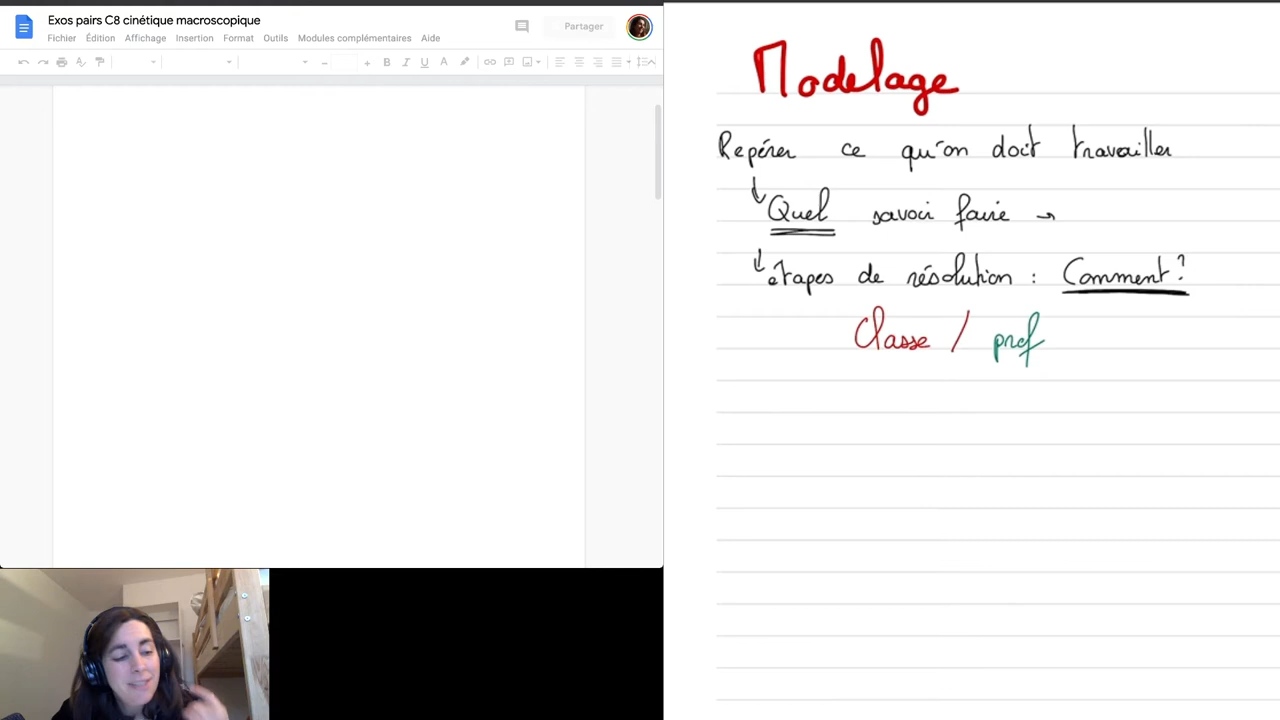 Exos pairs C8 cinétique macroscopique
Fichier Édition Affichage Insertion Format Outils Modules complémentaires Aide
Partager
Modelage
Repérer ce qu'on doit travailler
↳ Quel savoir faire →
↳ étapes de résolution : Comment ?
Classe / prof